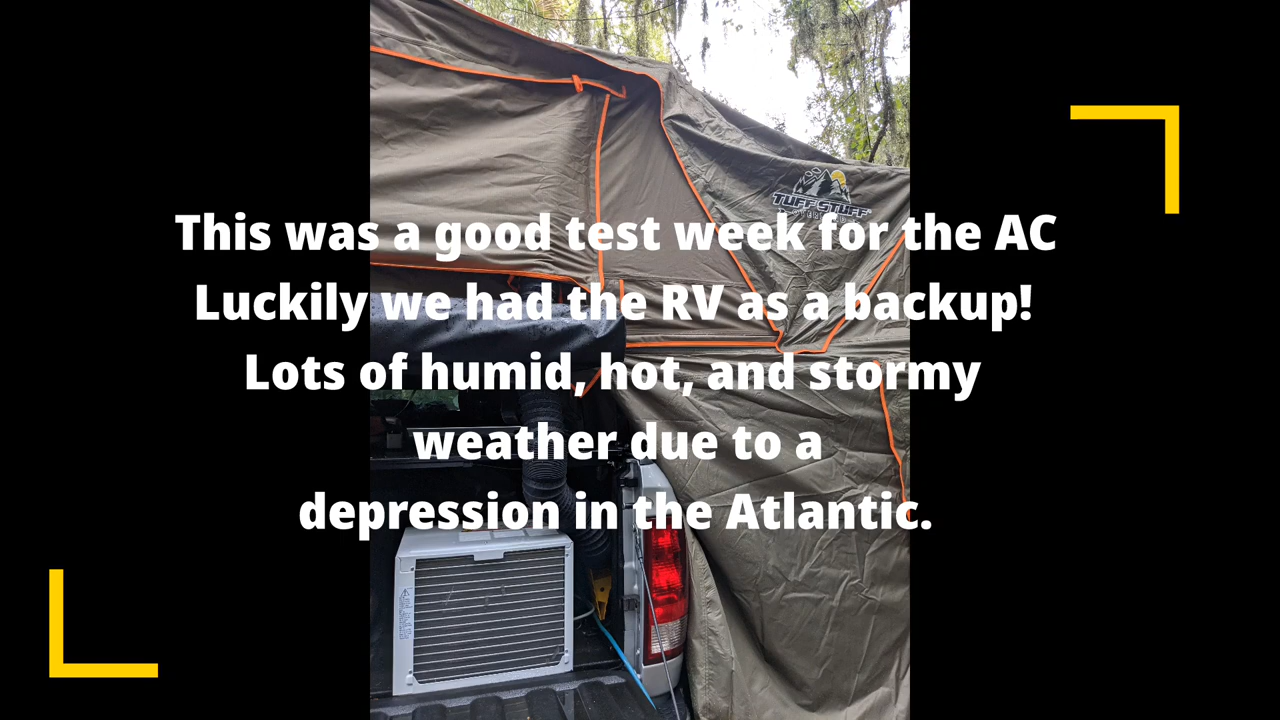 TUFF STUFF
This was a good test week for the AC
Luckily we had the RV as a backup!
Lots of humid, hot, and stormy
weather due to a
depression in the Atlantic.